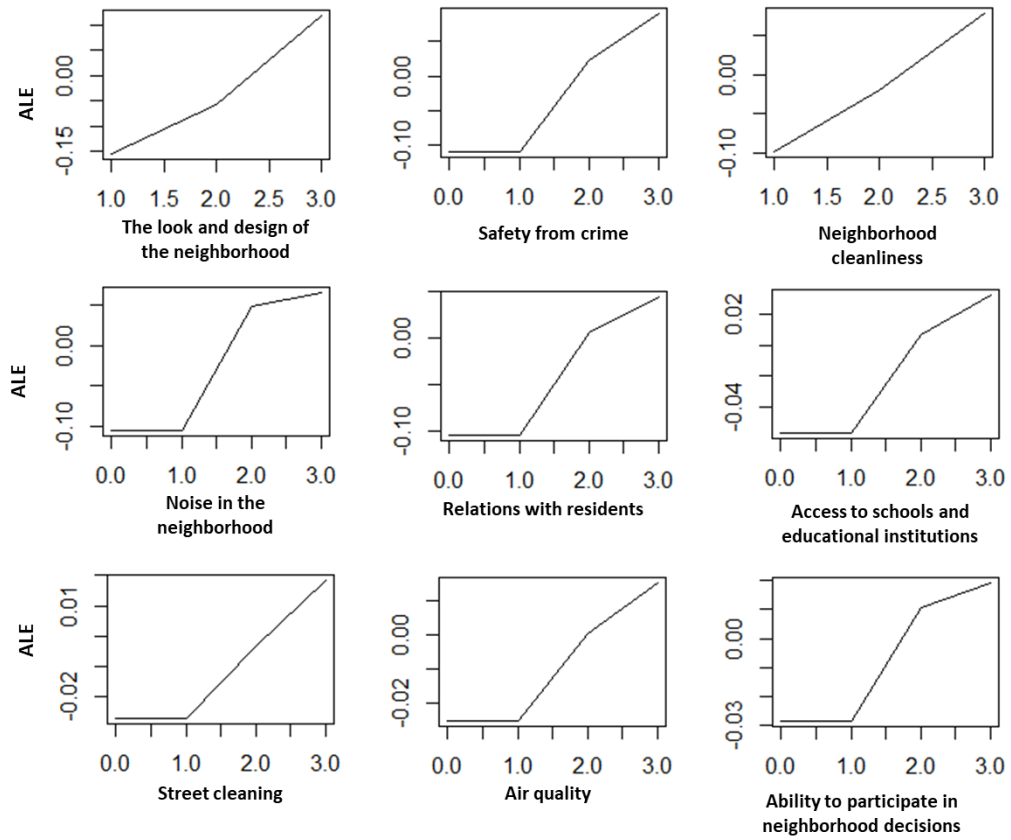 ALE
0.00
-0.15
1.0 1.5 2.0 2.5 3.0
The look and design of
the neighborhood
0.00
-0.10
0.0 1.0 2.0 3.0
Safety from crime
0.00
-0.10
1.0 1.5 2.0 2.5 3.0
Neighborhood
cleanliness
ALE
0.00
-0.10
0.0 1.0 2.0 3.0
Noise in the
neighborhood
0.00
-0.10
0.0 1.0 2.0 3.0
Relations with residents
0.02
-0.04
0.0 1.0 2.0 3.0
Access to schools and
educational institutions
ALE
0.01
-0.02
0.0 1.0 2.0 3.0
Street cleaning
0.00
-0.02
0.0 1.0 2.0 3.0
Air quality
0.00
-0.03
0.0 1.0 2.0 3.0
Ability to participate in
neighborhood decisions